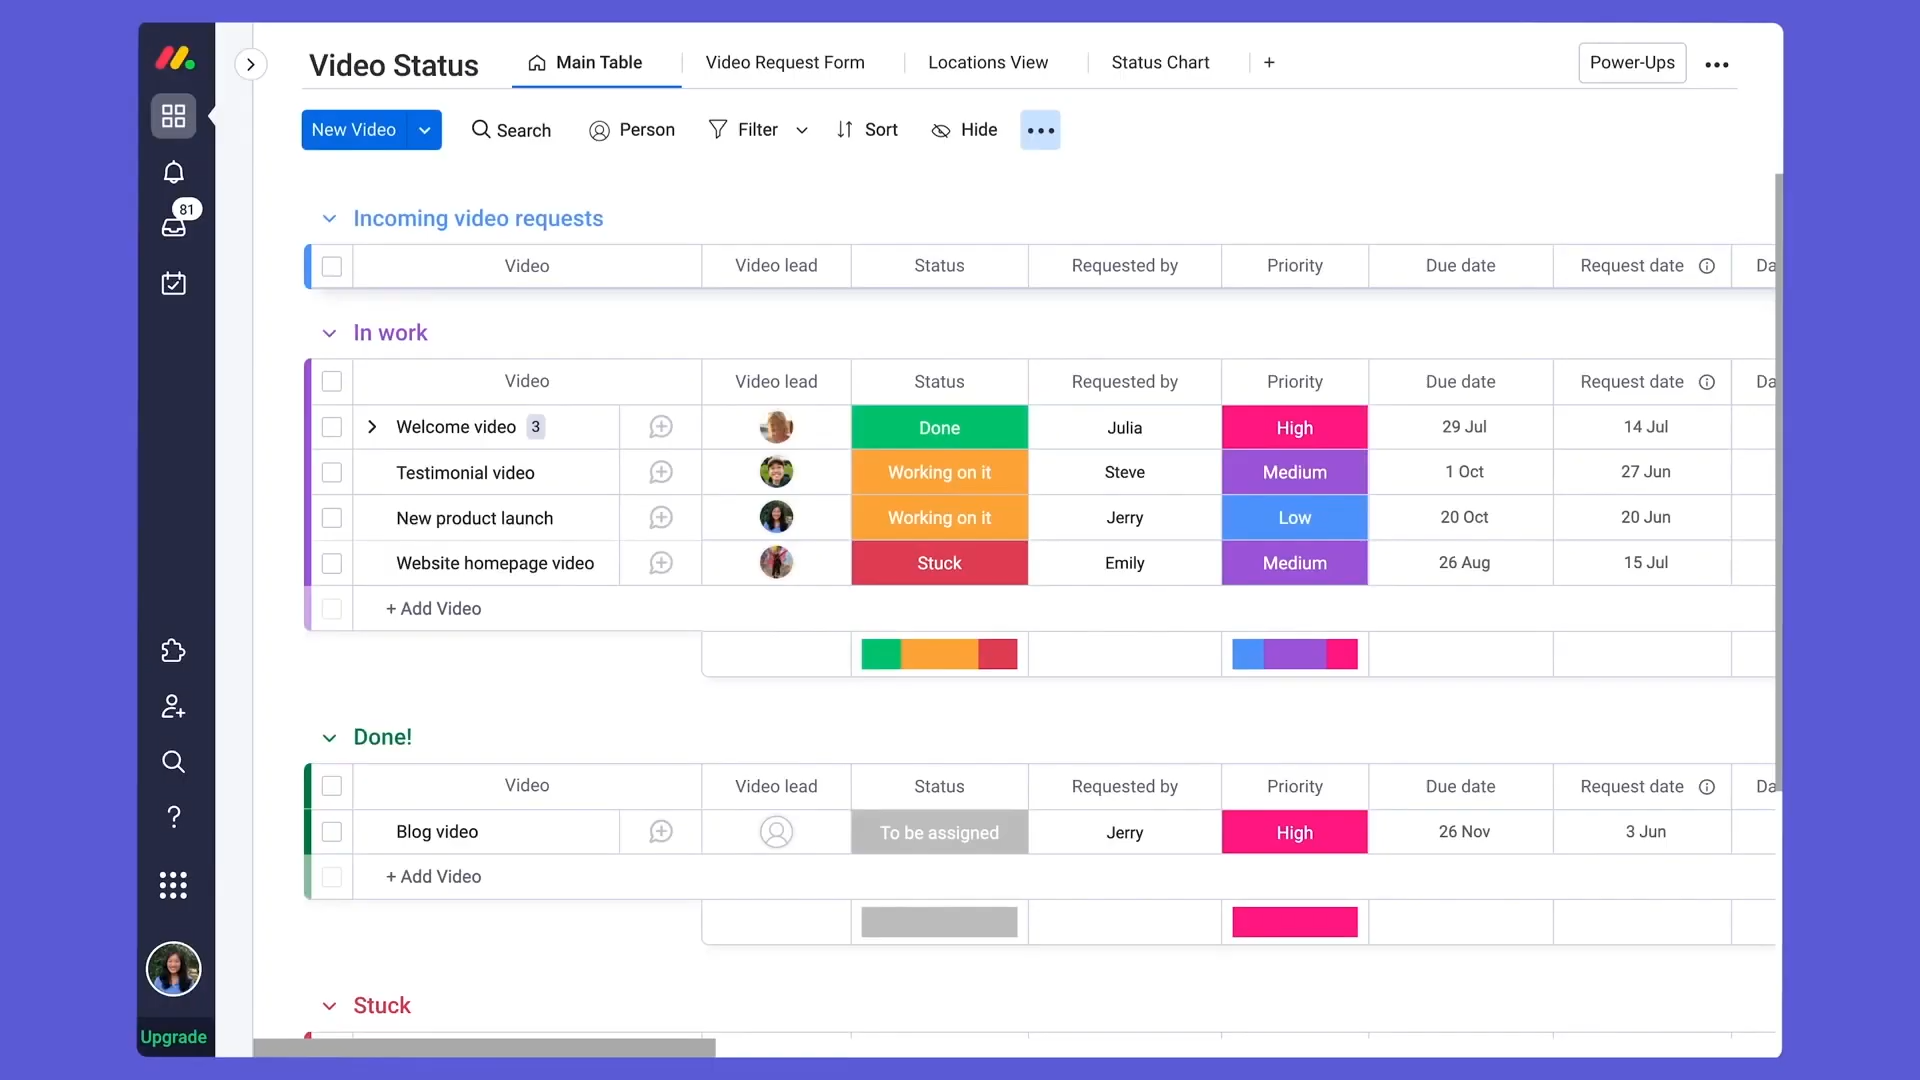 Video Status
Main Table
Video Request Form
Locations View
Status Chart
+
Power-Ups
New Video
Search
Person
Filter
Sort
Hide
81
Incoming video requests
Video Video lead Status Requested by Priority Due date Request date Da
In work
Video Video lead Status Requested by Priority Due date Request date Da
Welcome video 3 Done Julia High 29 Jul 14 Jul
Testimonial video Working on it Steve Medium 1 Oct 27 Jun
New product launch Working on it Jerry Low 20 Oct 20 Jun
Website homepage video Stuck Emily Medium 26 Aug 15 Jul
+ Add Video
Done!
Video Video lead Status Requested by Priority Due date Request date Da
Blog video To be assigned Jerry High 26 Nov 3 Jun
+ Add Video
Stuck
Upgrade